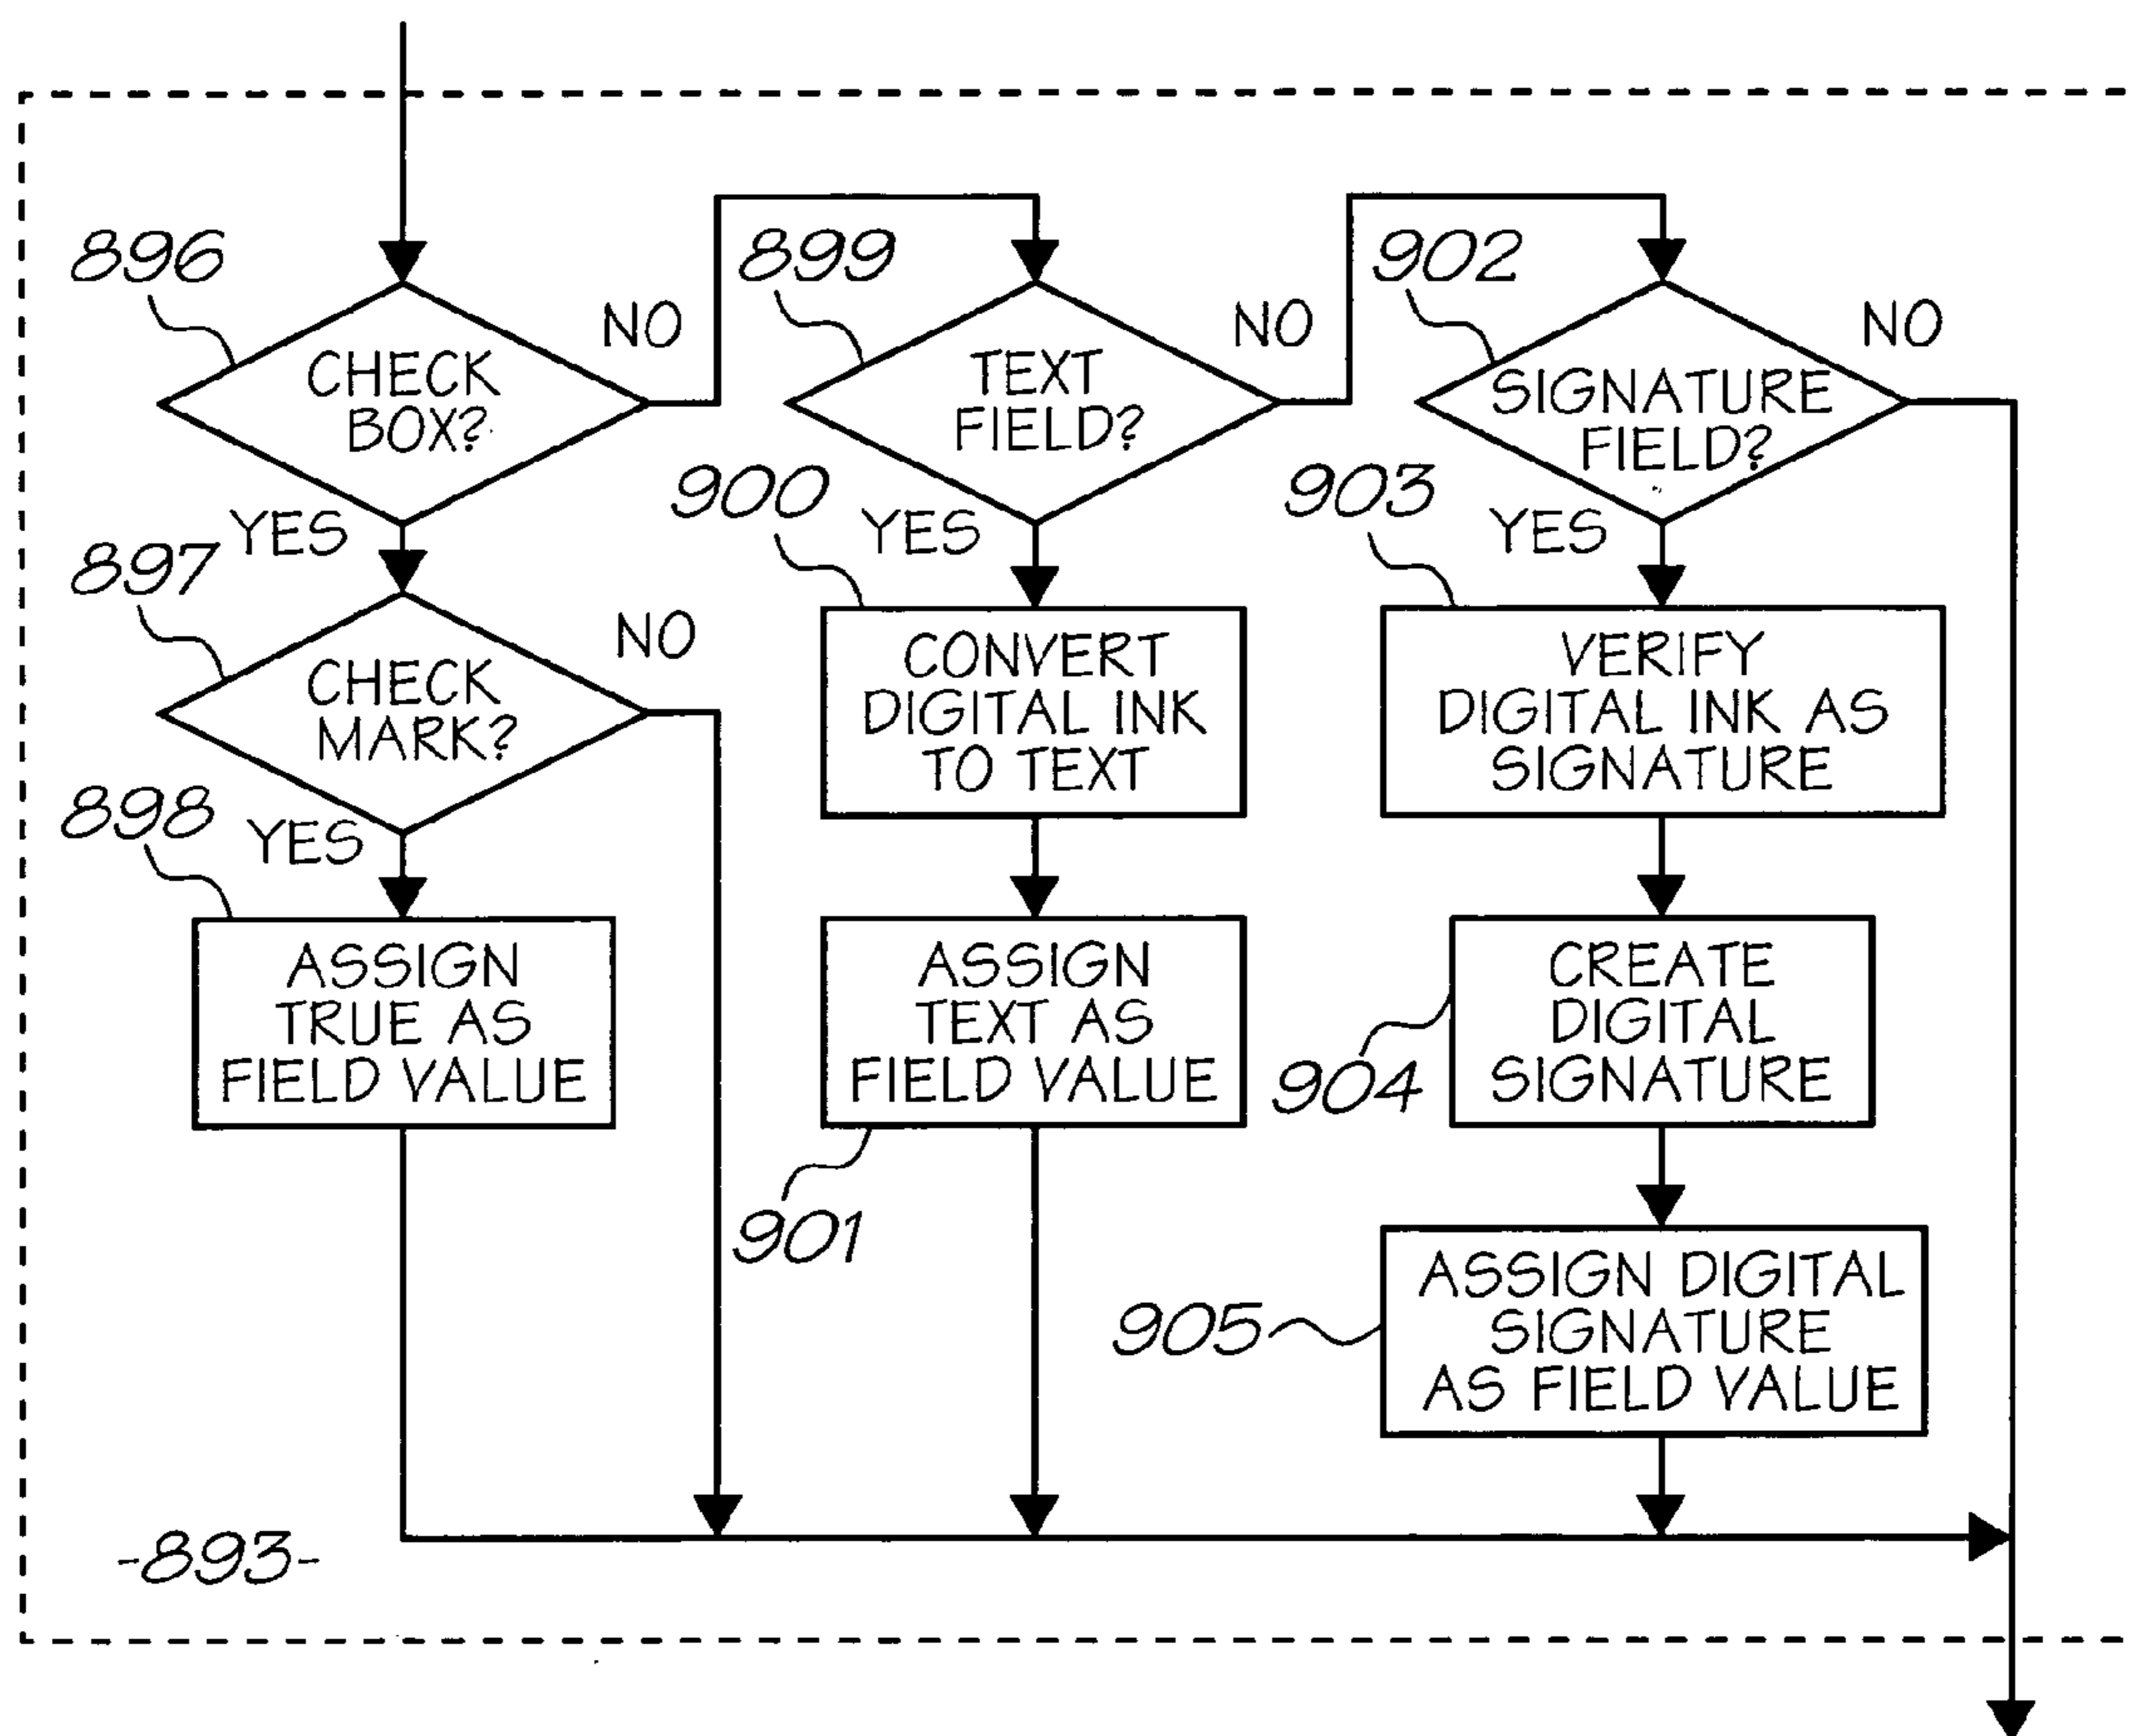 896
CHECK
BOX?
NO
YES
897
CHECK
MARK?
NO
YES
898
ASSIGN
TRUE AS
FIELD VALUE
899
TEXT
FIELD?
NO
YES
900
CONVERT
DIGITAL INK
TO TEXT
ASSIGN
TEXT AS
FIELD VALUE
901
902
SIGNATURE
FIELD?
NO
YES
903
VERIFY
DIGITAL INK AS
SIGNATURE
CREATE
DIGITAL
SIGNATURE
904
ASSIGN DIGITAL
SIGNATURE
AS FIELD VALUE
905
-893-